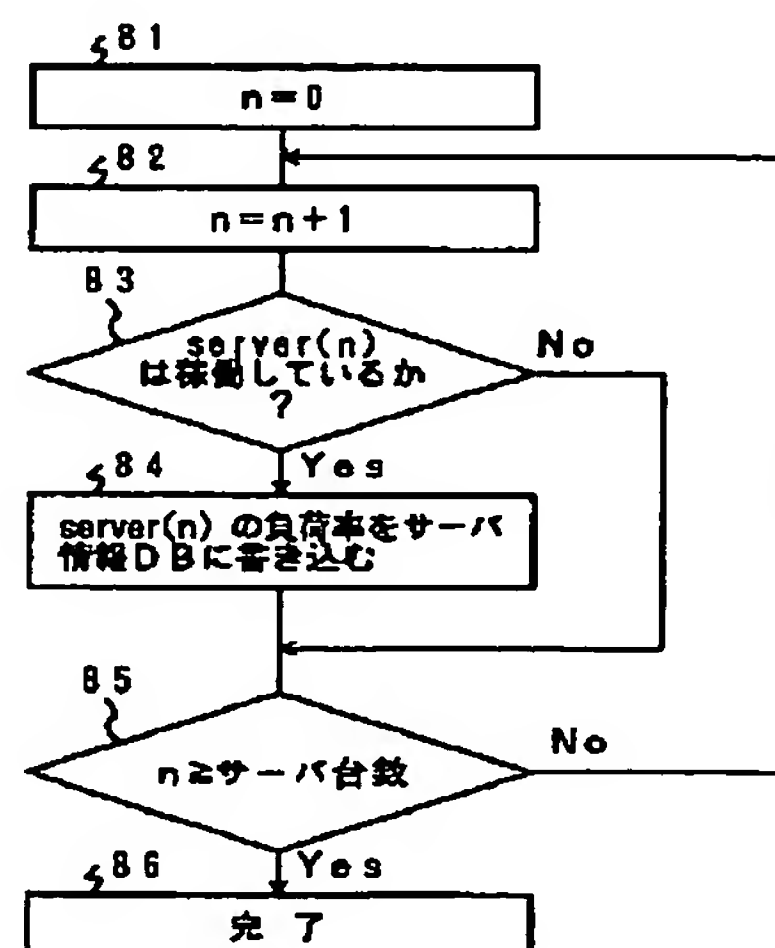 81
n=0
82
n=n+1
83
server(n)
は稼働しているか
?
No
84
Yes
server(n) の負荷率をサーバ
情報DBに書き込む
85
No
n≧サーバ台数
86
Yes
完了